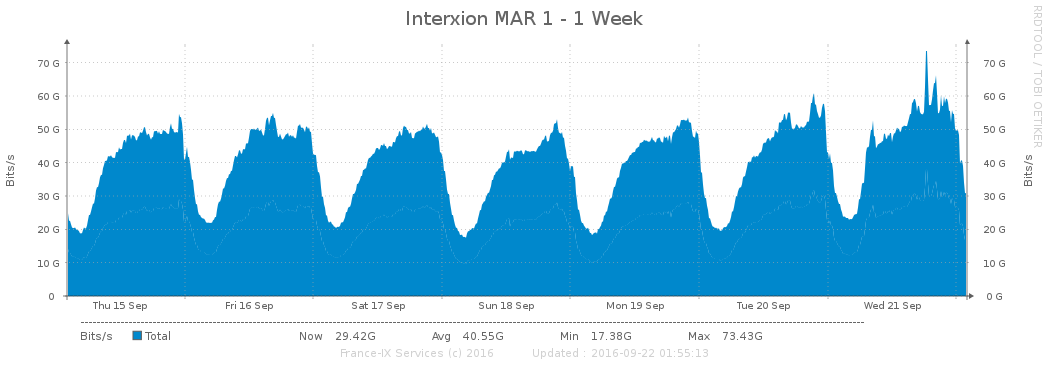 Interxion MAR 1 - 1 Week
RRDTOOL / TOBI OETIKER
Bits/s
70 G
60 G
50 G
40 G
30 G
20 G
10 G
0
70 G
60 G
50 G
40 G
30 G
20 G
10 G
0 G
Bits/s
Thu 15 Sep Fri 16 Sep Sat 17 Sep Sun 18 Sep Mon 19 Sep Tue 20 Sep Wed 21 Sep
Bits/s Total Now 29.42G Avg 40.55G Min 17.38G Max 73.43G
France-IX Services (c) 2016 Updated : 2016-09-22 01:55:13